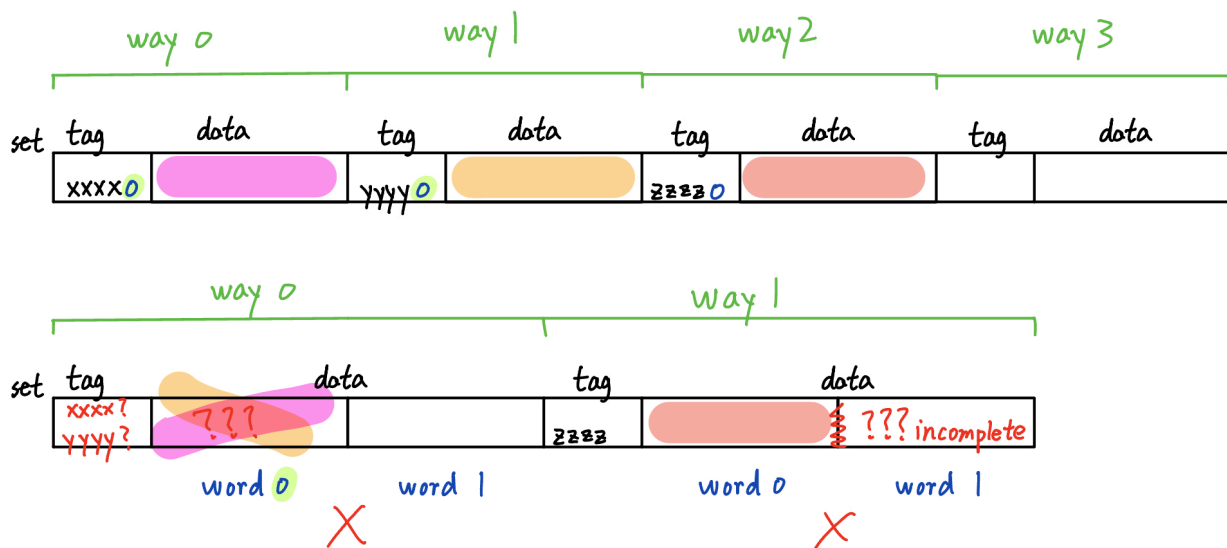 way 0 way 1 way 2 way 3
set tag data tag data tag data tag data
xxxx0 yyyy0 zzzz0
way 0 way 1
set tag data tag data
xxxx? ??? zzzz ??? incomplete
yyyy?
word 0 word 1 word 0 word 1
X X